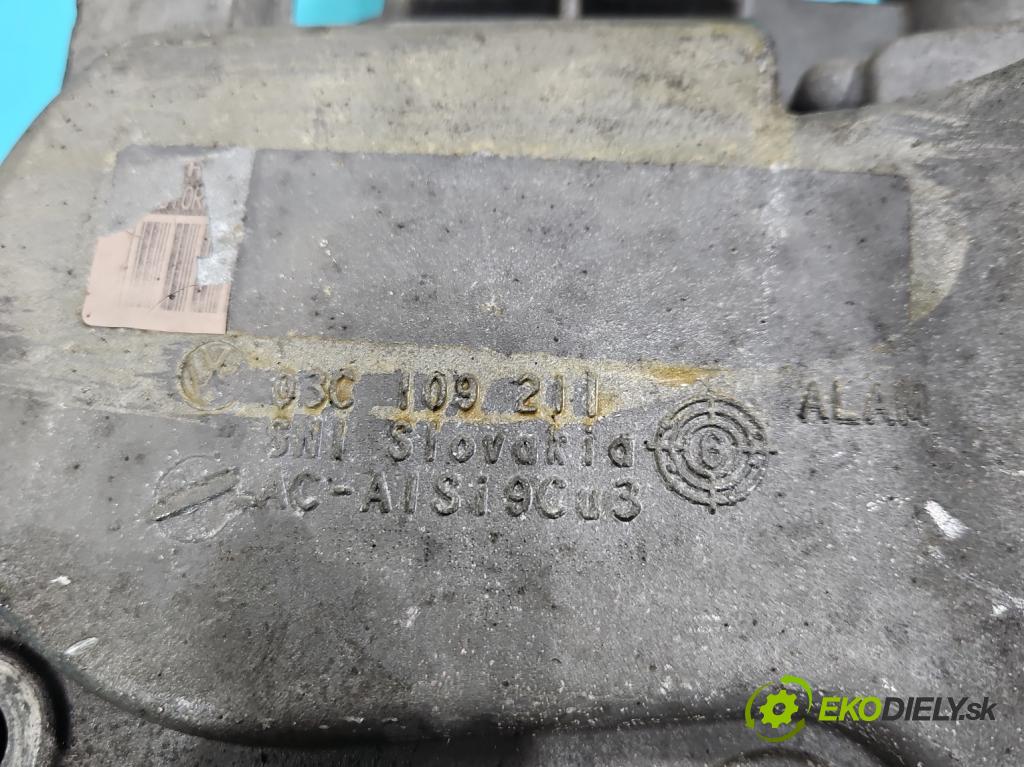 03C 109 211
SNI Slovakia
AC-AlSi9Cu3
ALAM
EKODIELY.sk